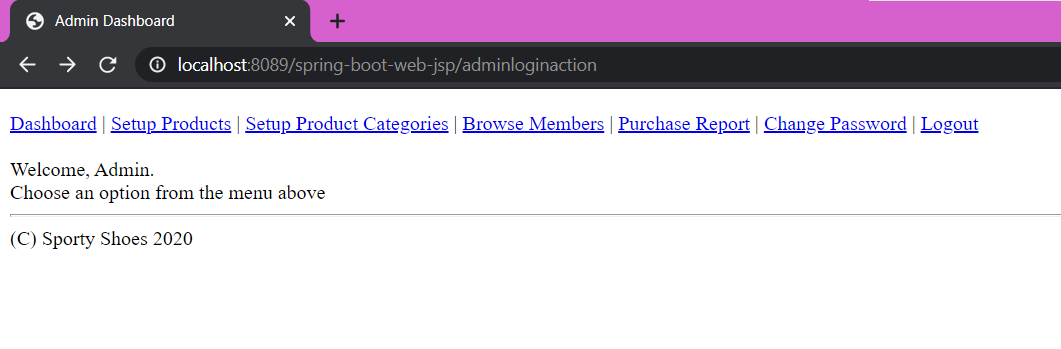 Admin Dashboard
localhost:8089/spring-boot-web-jsp/adminloginaction
Dashboard | Setup Products | Setup Product Categories | Browse Members | Purchase Report | Change Password | Logout
Welcome, Admin.
Choose an option from the menu above
(C) Sporty Shoes 2020